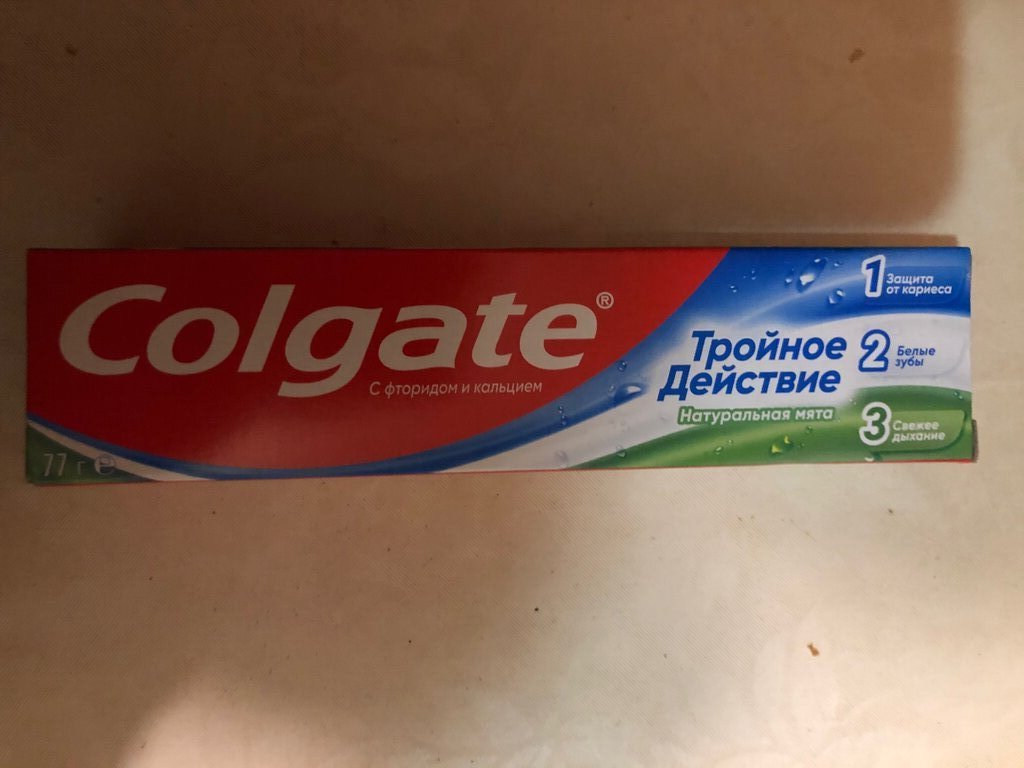 Colgate®
С фторидом и кальцием
77 г
Тройное
Действие
Натуральная мята
1 Защита
от кариеса
2 Белые
зубы
3 Свежее
дыхание